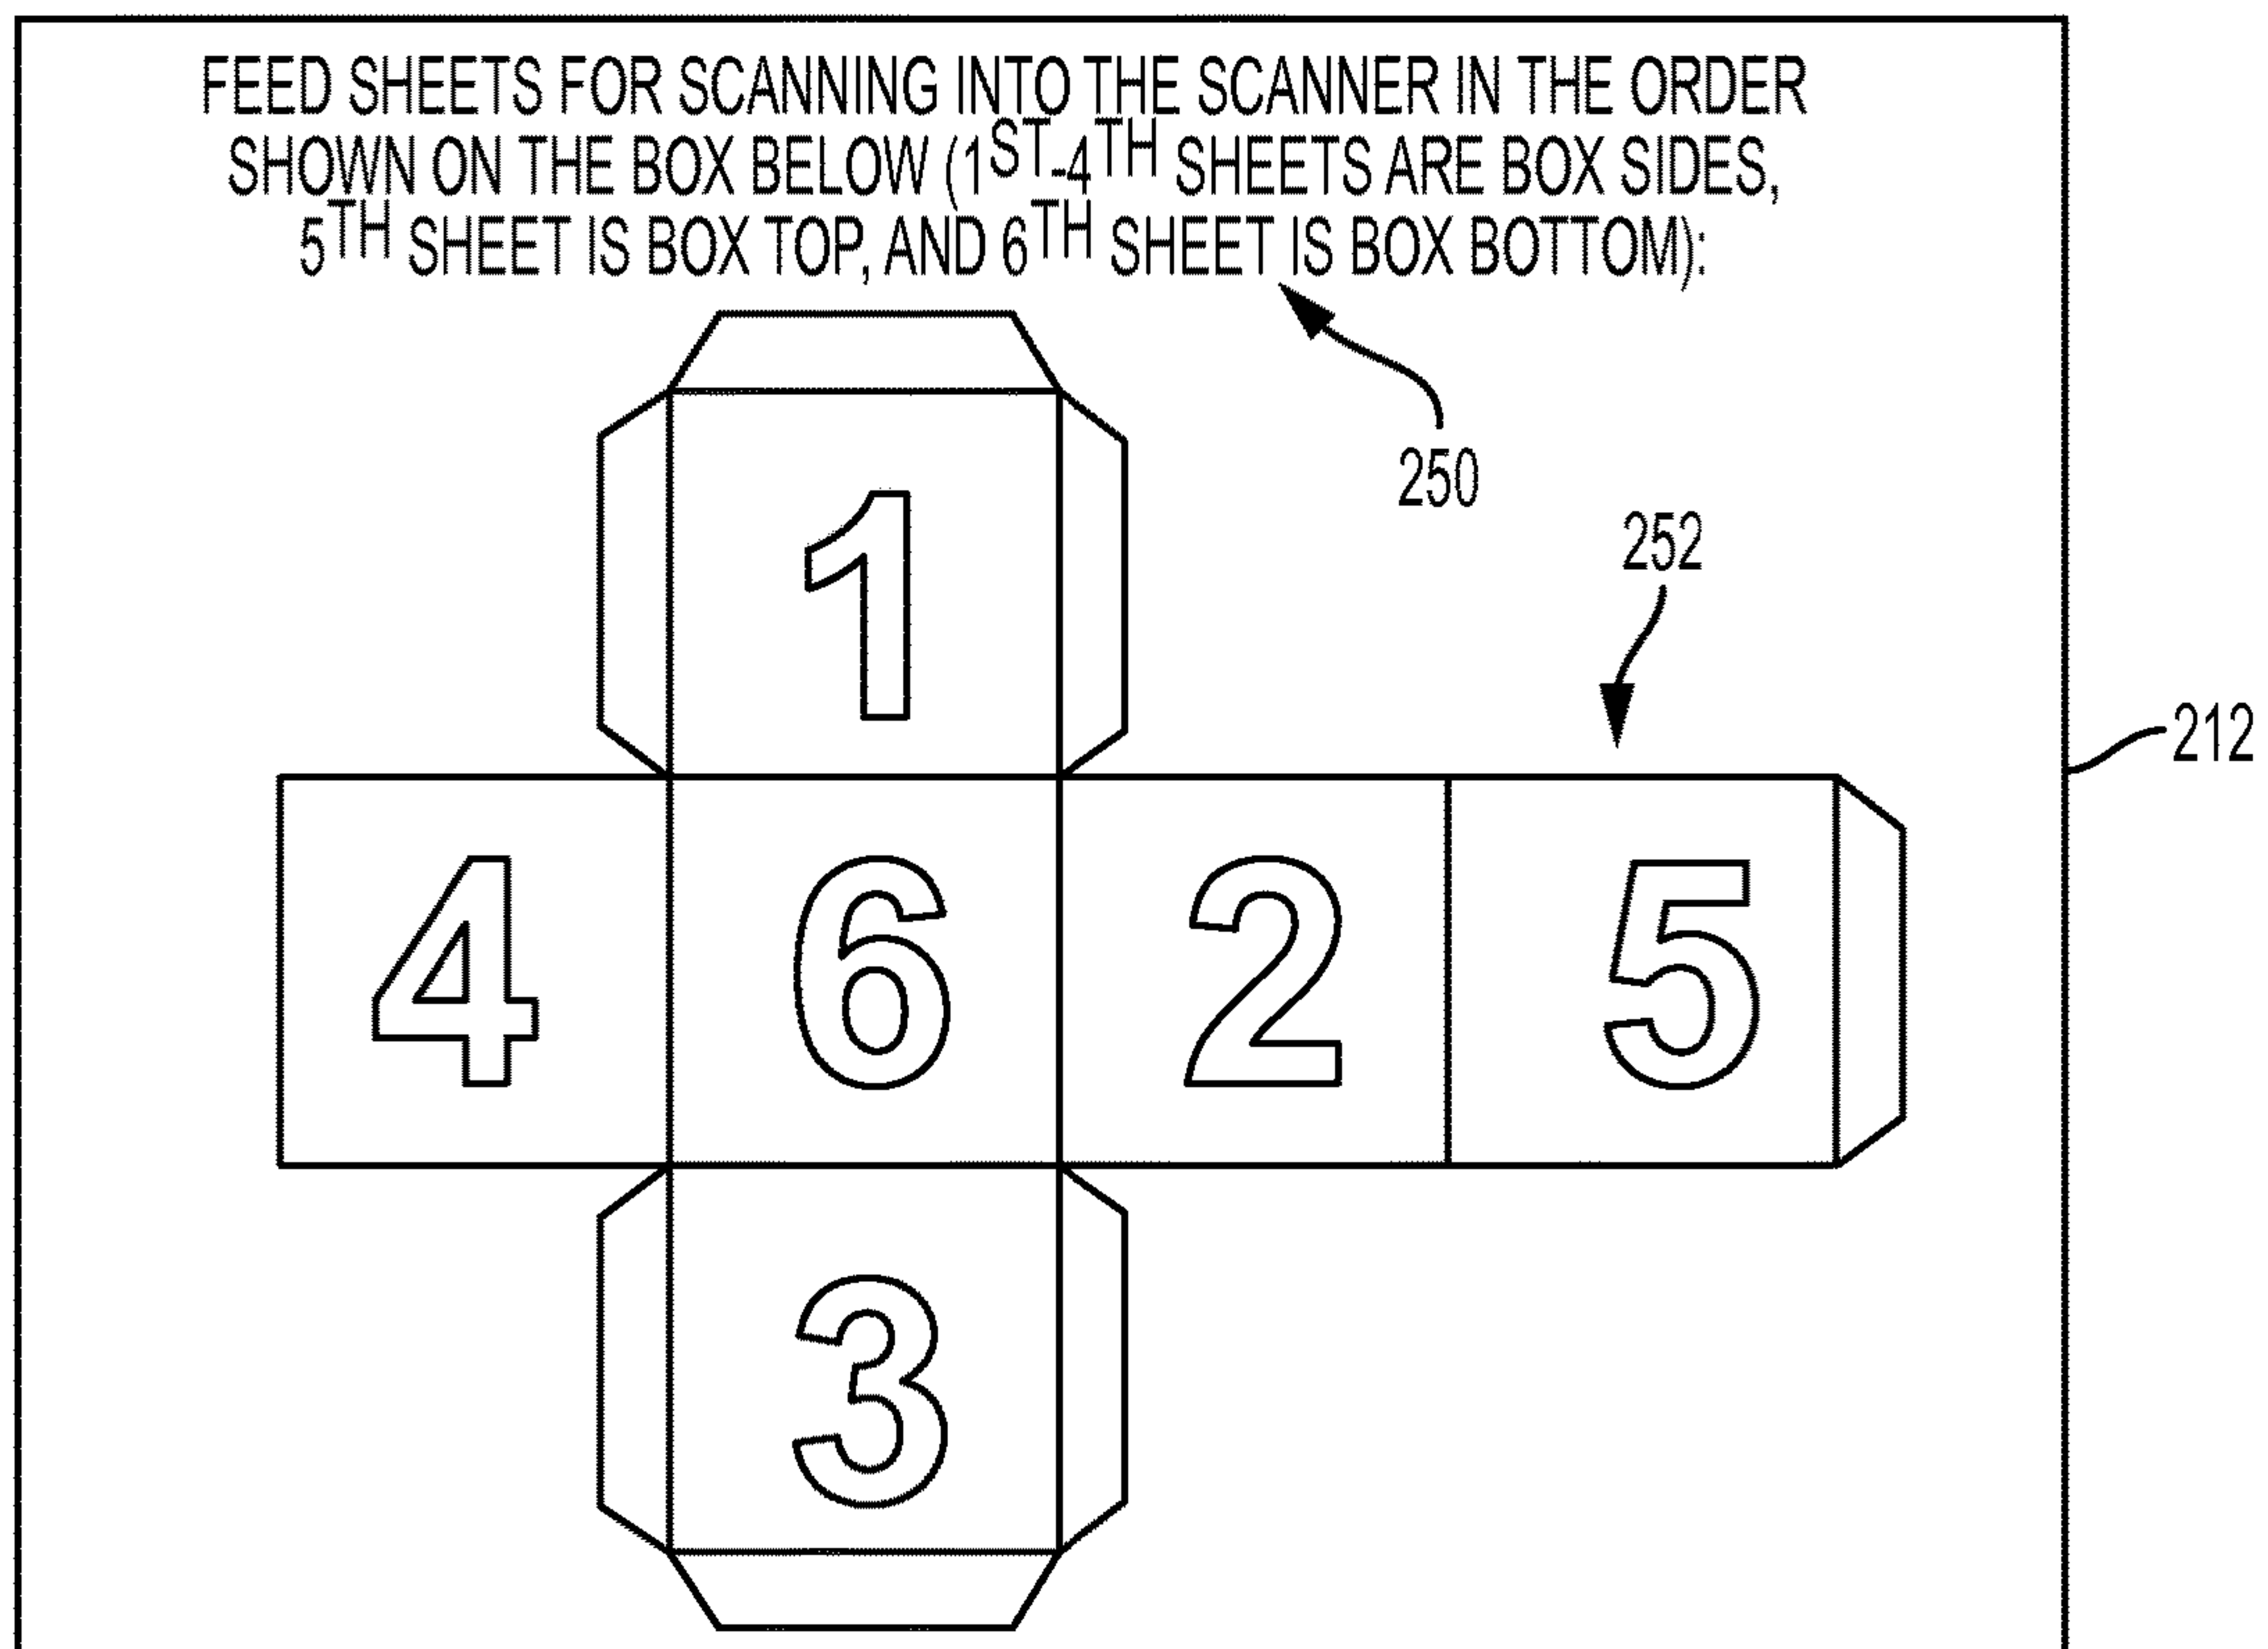 FEED SHEETS FOR SCANNING INTO THE SCANNER IN THE ORDER
SHOWN ON THE BOX BELOW (1ST-4TH SHEETS ARE BOX SIDES,
5TH SHEET IS BOX TOP, AND 6TH SHEET IS BOX BOTTOM):
250
252
212
1
4 6 2 5
3